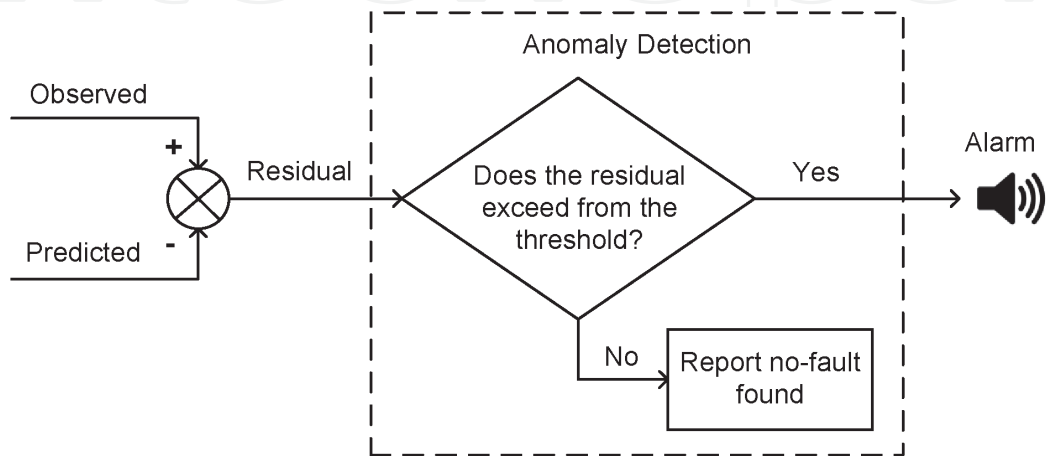 Anomaly Detection
Observed
+
Residual
Does the residual
exceed from the
threshold?
Yes
Alarm
Predicted
-
No
Report no-fault
found